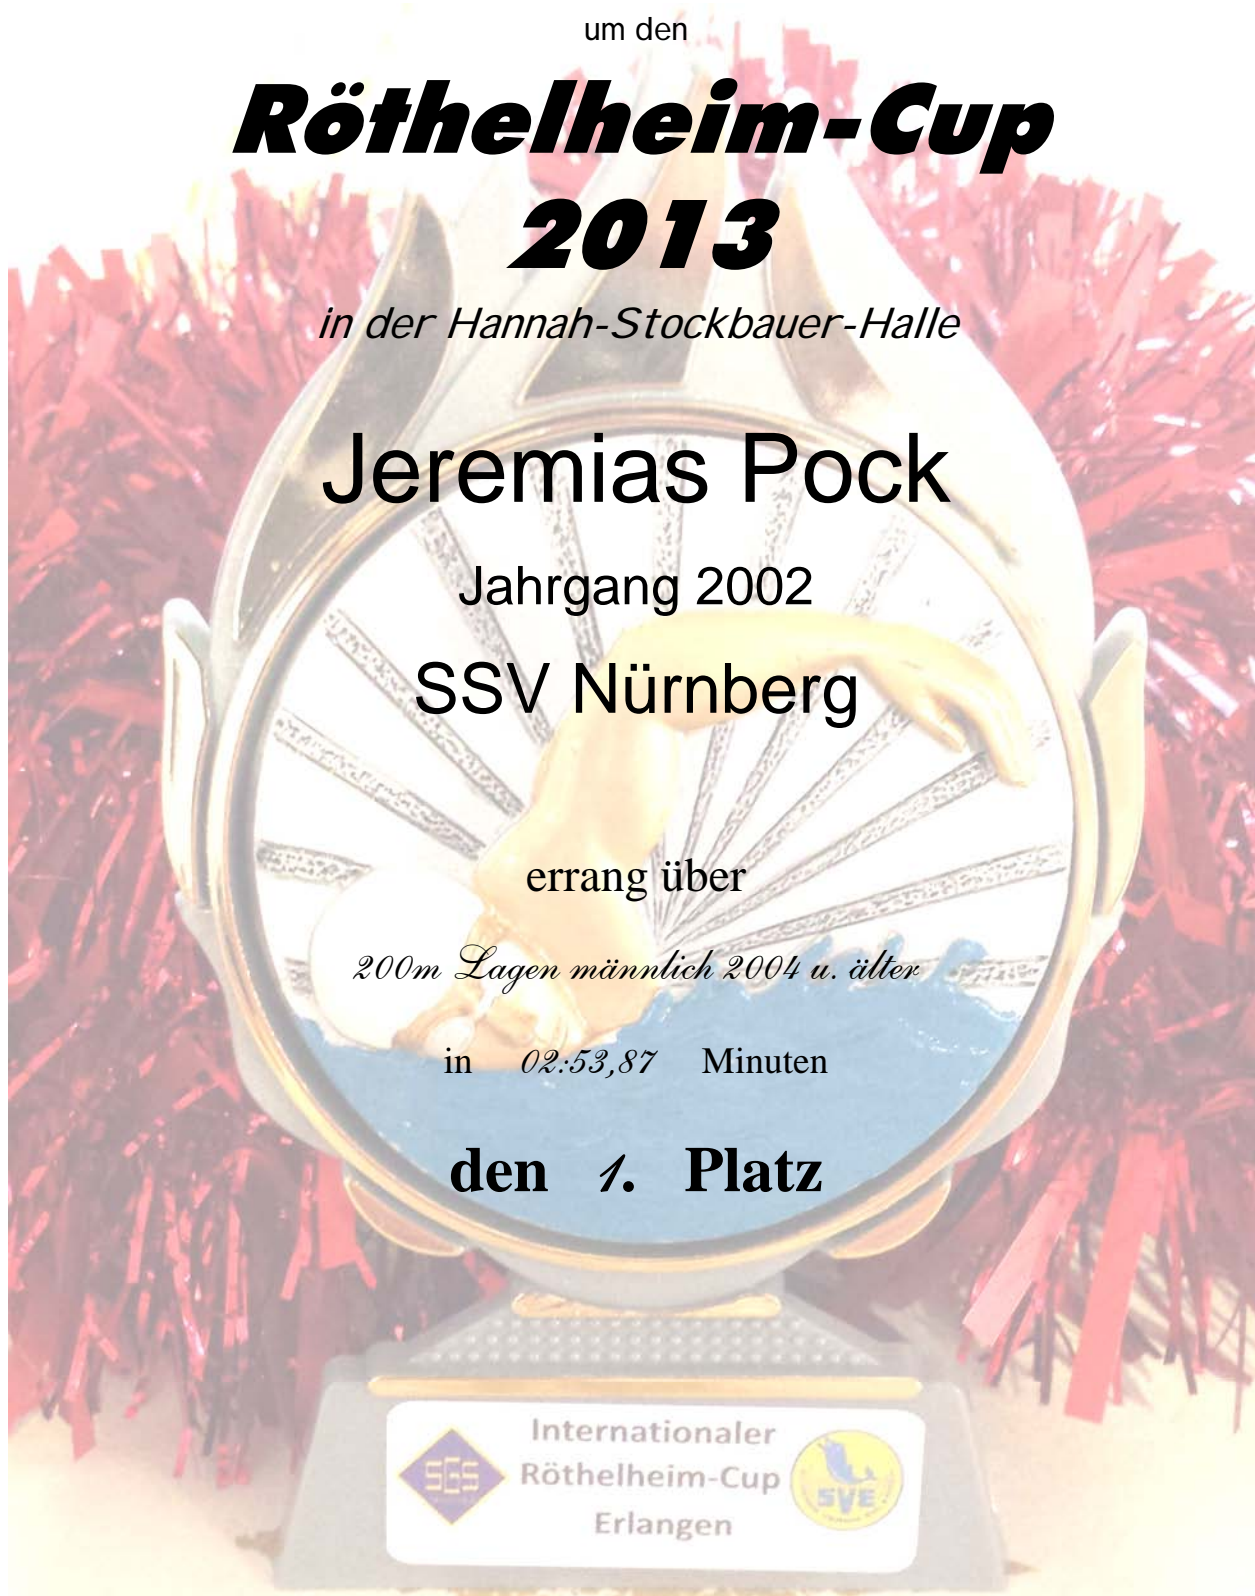 um den
Röthelheim-Cup
2013
in der Hannah-Stockbauer-Halle
Jeremias Pock
Jahrgang 2002
SSV Nürnberg
errang über
200m Lagen männlich 2004 u. älter
in 02:53,87 Minuten
den 1. Platz
Internationaler
Röthelheim-Cup
Erlangen
SGS
SVE